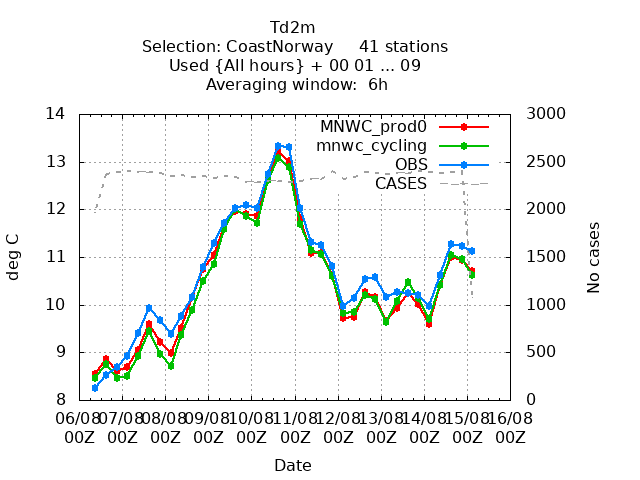 Td2m
Selection: CoastNorway 41 stations
Used {All hours} + 00 01 ... 09
Averaging window: 6h
14 3000
13 2500
12 2000
11 1500
10 1000
9 500
8 0
MNWC_prod0
mnwc_cycling
OBS
CASES
deg C
No cases
06/08 07/08 08/08 09/08 10/08 11/08 12/08 13/08 14/08 15/08 16/08
00Z 00Z 00Z 00Z 00Z 00Z 00Z 00Z 00Z 00Z 00Z
Date